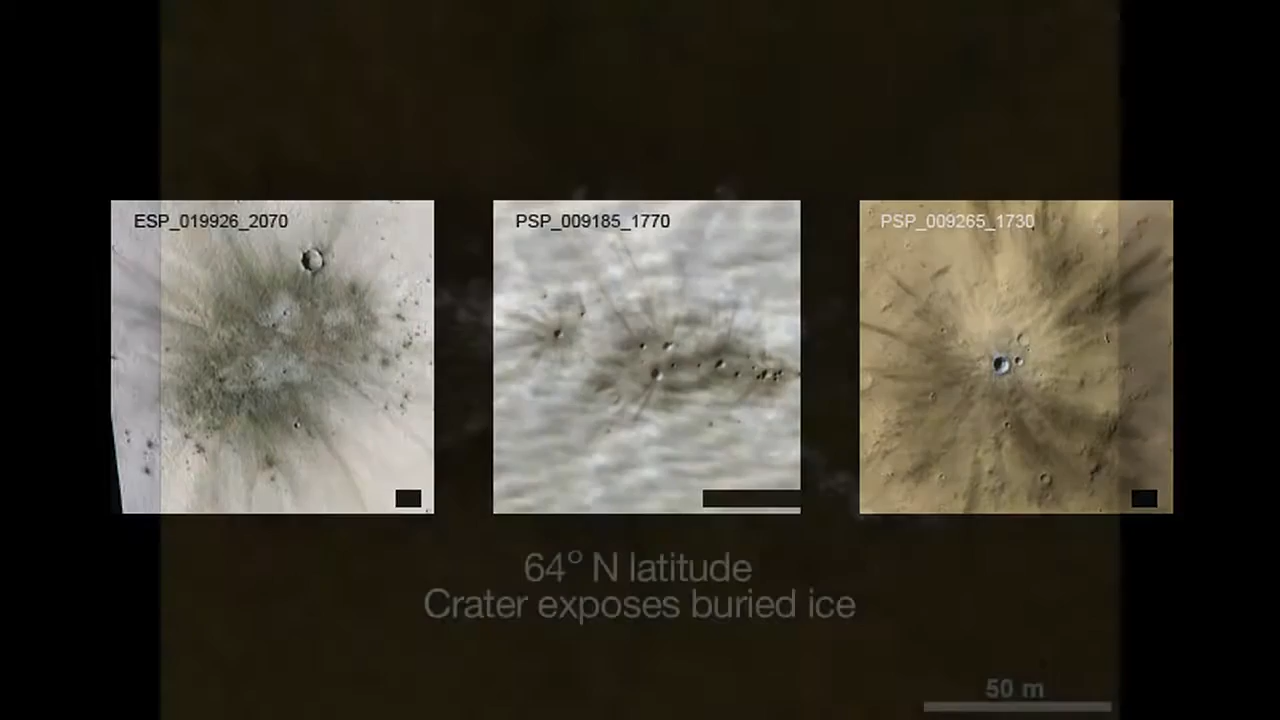 ESP_019926_2070
PSP_009185_1770
PSP_009265_1730
64° N latitude
Crater exposes buried ice
50 m